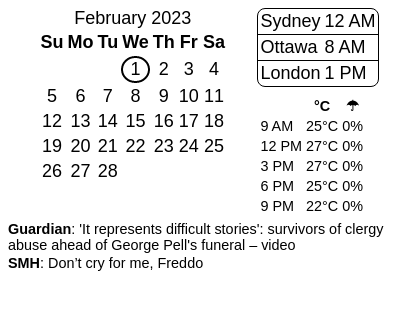 February 2023
Su Mo Tu We Th Fr Sa
1 2 3 4
5 6 7 8 9 10 11
12 13 14 15 16 17 18
19 20 21 22 23 24 25
26 27 28
Sydney 12 AM
Ottawa 8 AM
London 1 PM
°C ☂
9 AM 25°C 0%
12 PM 27°C 0%
3 PM 27°C 0%
6 PM 25°C 0%
9 PM 22°C 0%
Guardian: 'It represents difficult stories': survivors of clergy
abuse ahead of George Pell's funeral – video
SMH: Don’t cry for me, Freddo